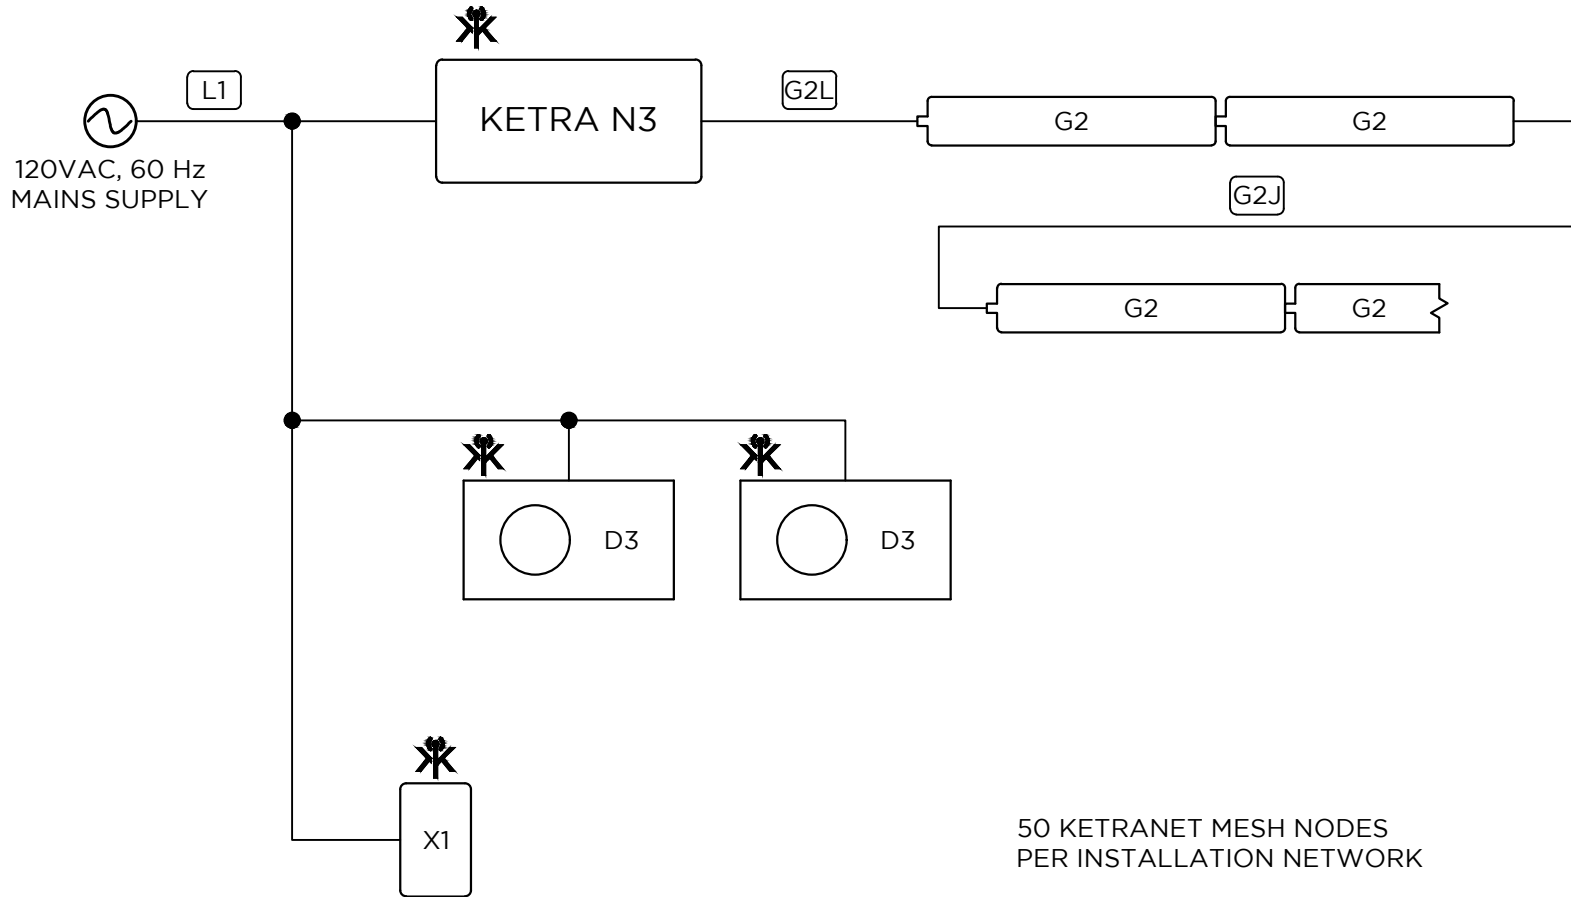 L1
KETRA N3
G2L
G2
G2
120VAC, 60 Hz
MAINS SUPPLY
G2J
G2
G2
D3
D3
X1
50 KETRANET MESH NODES
PER INSTALLATION NETWORK